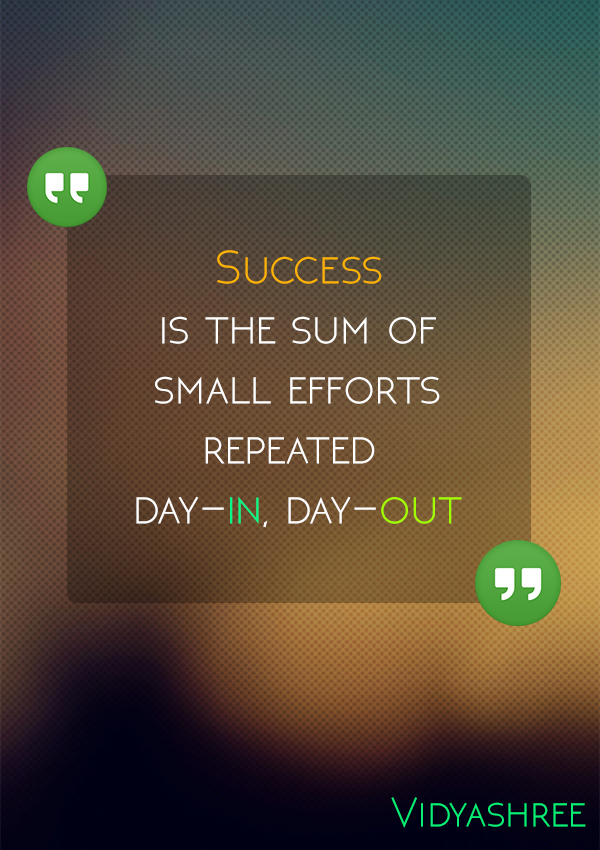 Success
is the sum of
small efforts
repeated
day-in, day-out
Vidyashree